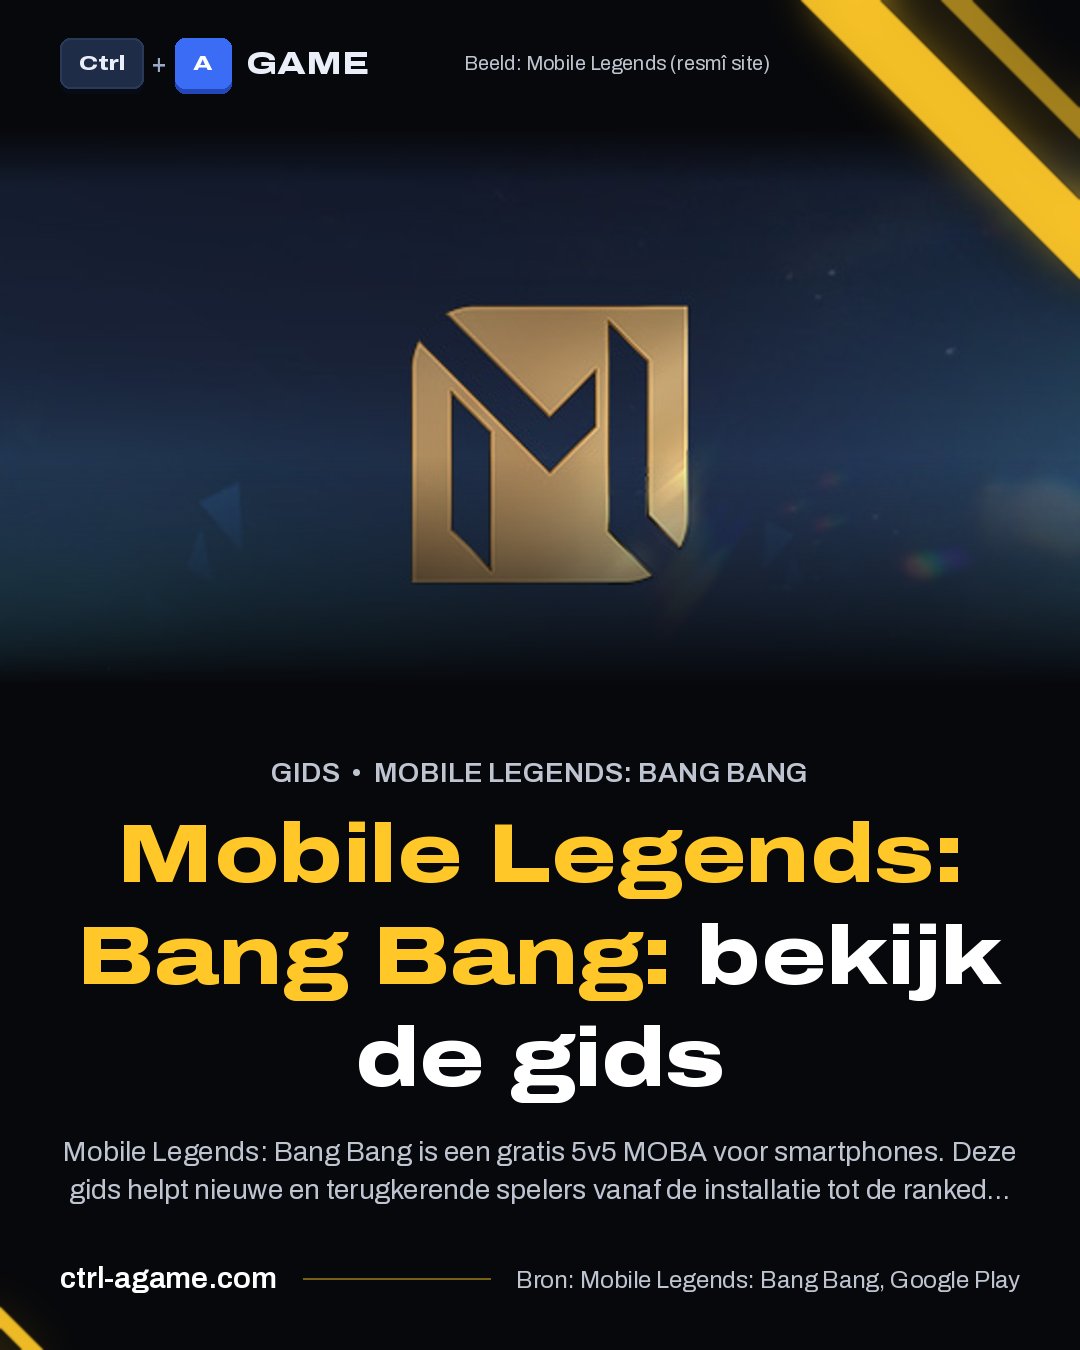 Ctrl + A GAME
Beeld: Mobile Legends (resmî site)
GIDS • MOBILE LEGENDS: BANG BANG
Mobile Legends:
Bang Bang: bekijk
de gids
Mobile Legends: Bang Bang is een gratis 5v5 MOBA voor smartphones. Deze
gids helpt nieuwe en terugkerende spelers vanaf de installatie tot de ranked...
ctrl-agame.com
Bron: Mobile Legends: Bang Bang, Google Play